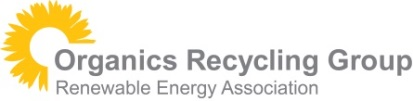 Organics Recycling Group
Renewable Energy Association